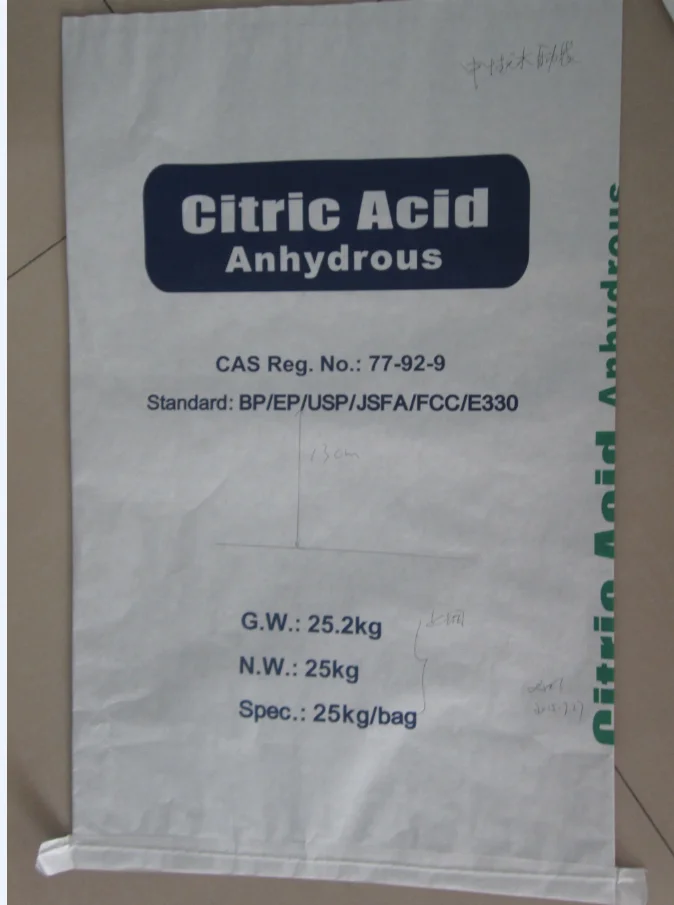 Citric Acid
Anhydrous
CAS Reg. No.: 77-92-9
Standard: BP/EP/USP/JSFA/FCC/E330
13cm
G.W.: 25.2kg
N.W.: 25kg
Spec.: 25kg/bag
Citric Acid Anhydrous